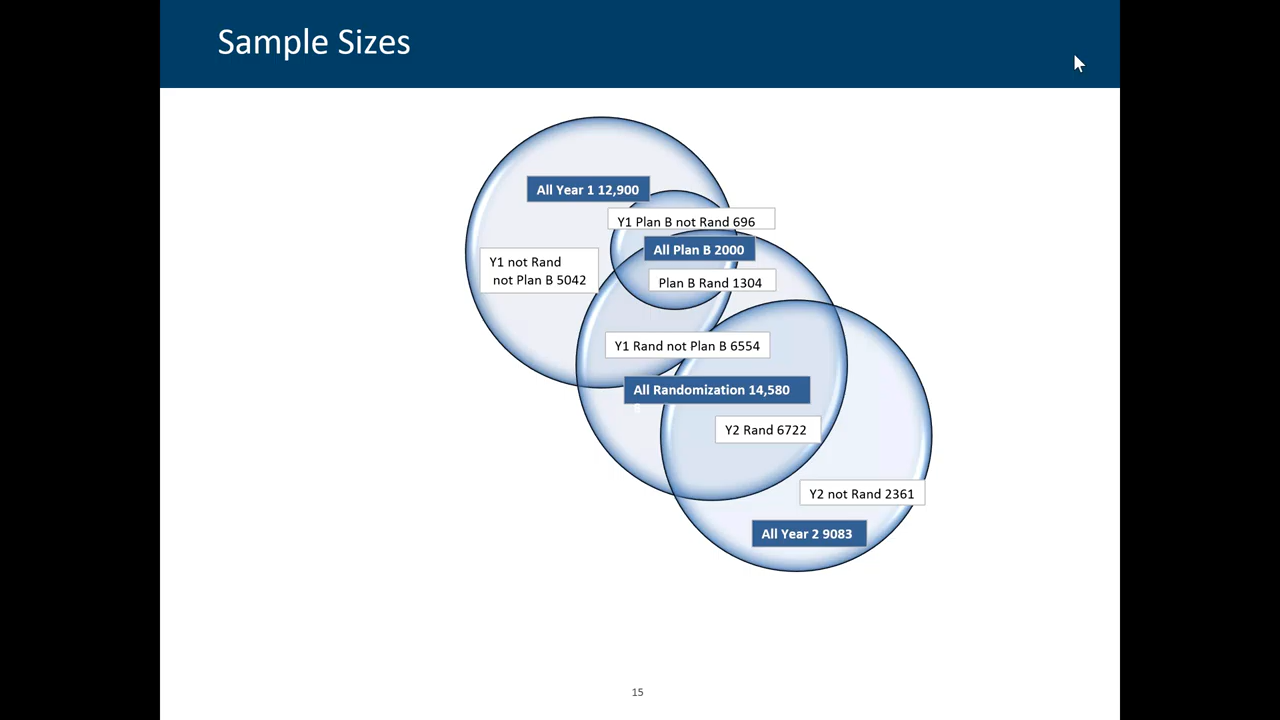 Sample Sizes
All Year 1 12,900
Y1 Plan B not Rand 696
All Plan B 2000
Y1 not Rand
not Plan B 5042
Plan B Rand 1304
Y1 Rand not Plan B 6554
All Randomization 14,580
8
Y2 Rand 6722
Y2 not Rand 2361
All Year 2 9083
15